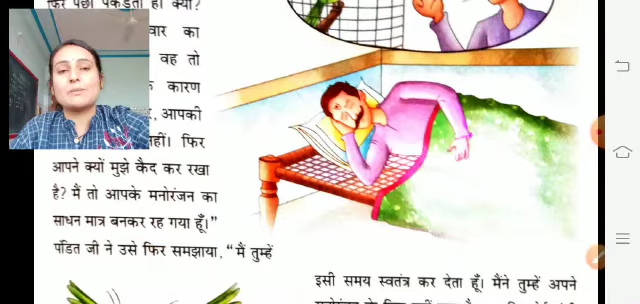 फिर पंछी पकड़ता हो। क्यों?
वार का
वह तो
कारण
आपकी
नहीं। फिर
आपने क्यों मुझे कैद कर रखा
है? मैं तो आपके मनोरंजन का
साधन मात्र बनकर रह गया हूँ।”
पंडित जी ने उसे फिर समझाया, “मैं तुम्हें
इसी समय स्वतंत्र कर देता हूँ। मैंने तुम्हें अपने